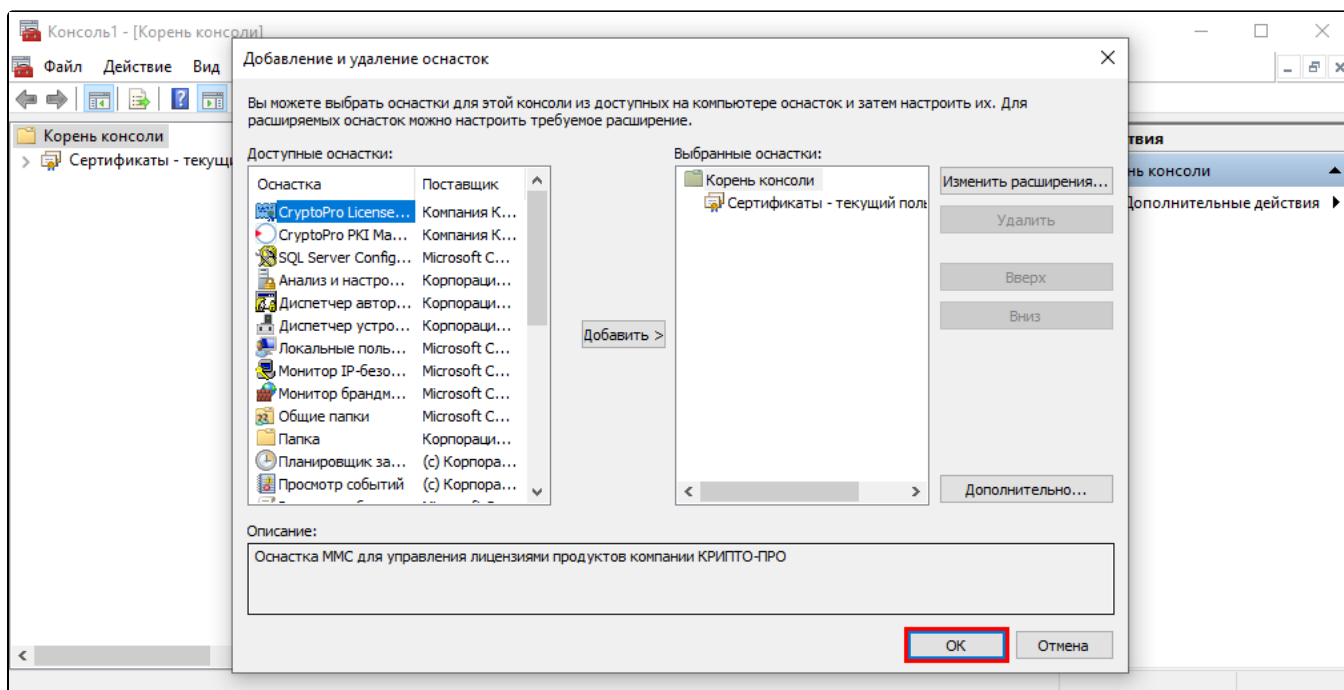 Консоль1 - [Корень консоли]
Файл Действие Вид
Корень консоли
Сертификаты - текущи
Добавление и удаление оснасток
Вы можете выбрать оснастки для этой консоли из доступных на компьютере оснасток и затем настроить их. Для
расширяемых оснасток можно настроить требуемое расширение.
Доступные оснастки:
Оснастка Поставщик
CryptoPro License... Компания К...
CryptoPro PKI Ma... Компания К...
SQL Server Config... Microsoft C...
Анализ и настро... Корпораци...
Диспетчер автор... Корпораци...
Диспетчер устро... Корпораци...
Локальные поль... Microsoft C...
Монитор IP-безо... Microsoft C...
Монитор брандм... Microsoft C...
Общие папки Microsoft C...
Папка Корпораци...
Планировщик за... (c) Корпора...
Просмотр событий (c) Корпора...
Добавить >
Выбранные оснастки:
Корень консоли
Сертификаты - текущий поль
Изменить расширения...
Удалить
Вверх
Вниз
Дополнительно...
Описание:
Оснастка MMC для управления лицензиями продуктов компании КРИПТО-ПРО
ОК
Отмена
твия
нь консоли
Дополнительные действия